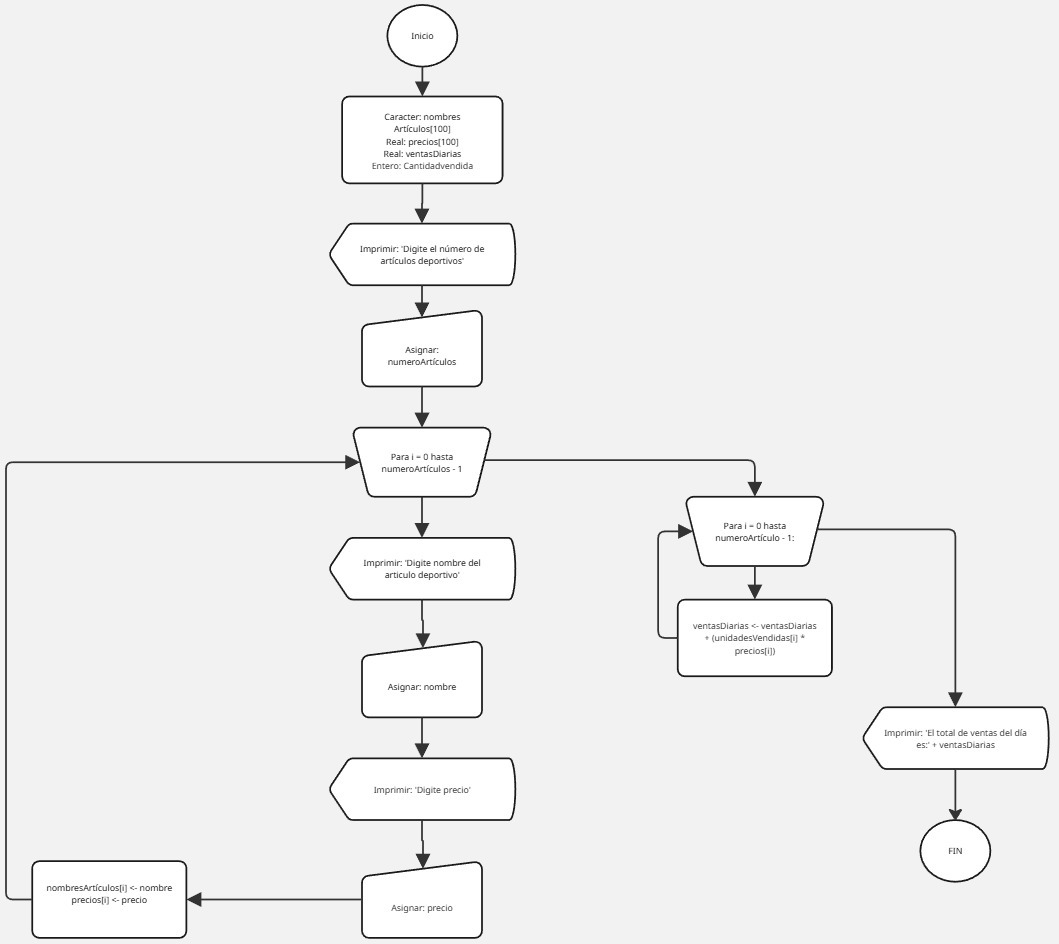 Inicio
Caracter: nombres
Artículos[100]
Real: precios[100]
Real: ventasDiarias
Entero: Cantidadvendida
Imprimir: 'Digite el número de
artículos deportivos'
Asignar:
numeroArtículos
Para i = 0 hasta
numeroArtículos - 1
Imprimir: 'Digite nombre del
articulo deportivo'
Asignar: nombre
Imprimir: 'Digite precio'
Asignar: precio
nombresArtículos[i] <- nombre
precios[i] <- precio
Para i = 0 hasta
numeroArtículo - 1:
ventasDiarias <- ventasDiarias
+ (unidadesVendidas[i] *
precios[i])
Imprimir: 'El total de ventas del día
es:' + ventasDiarias
FIN